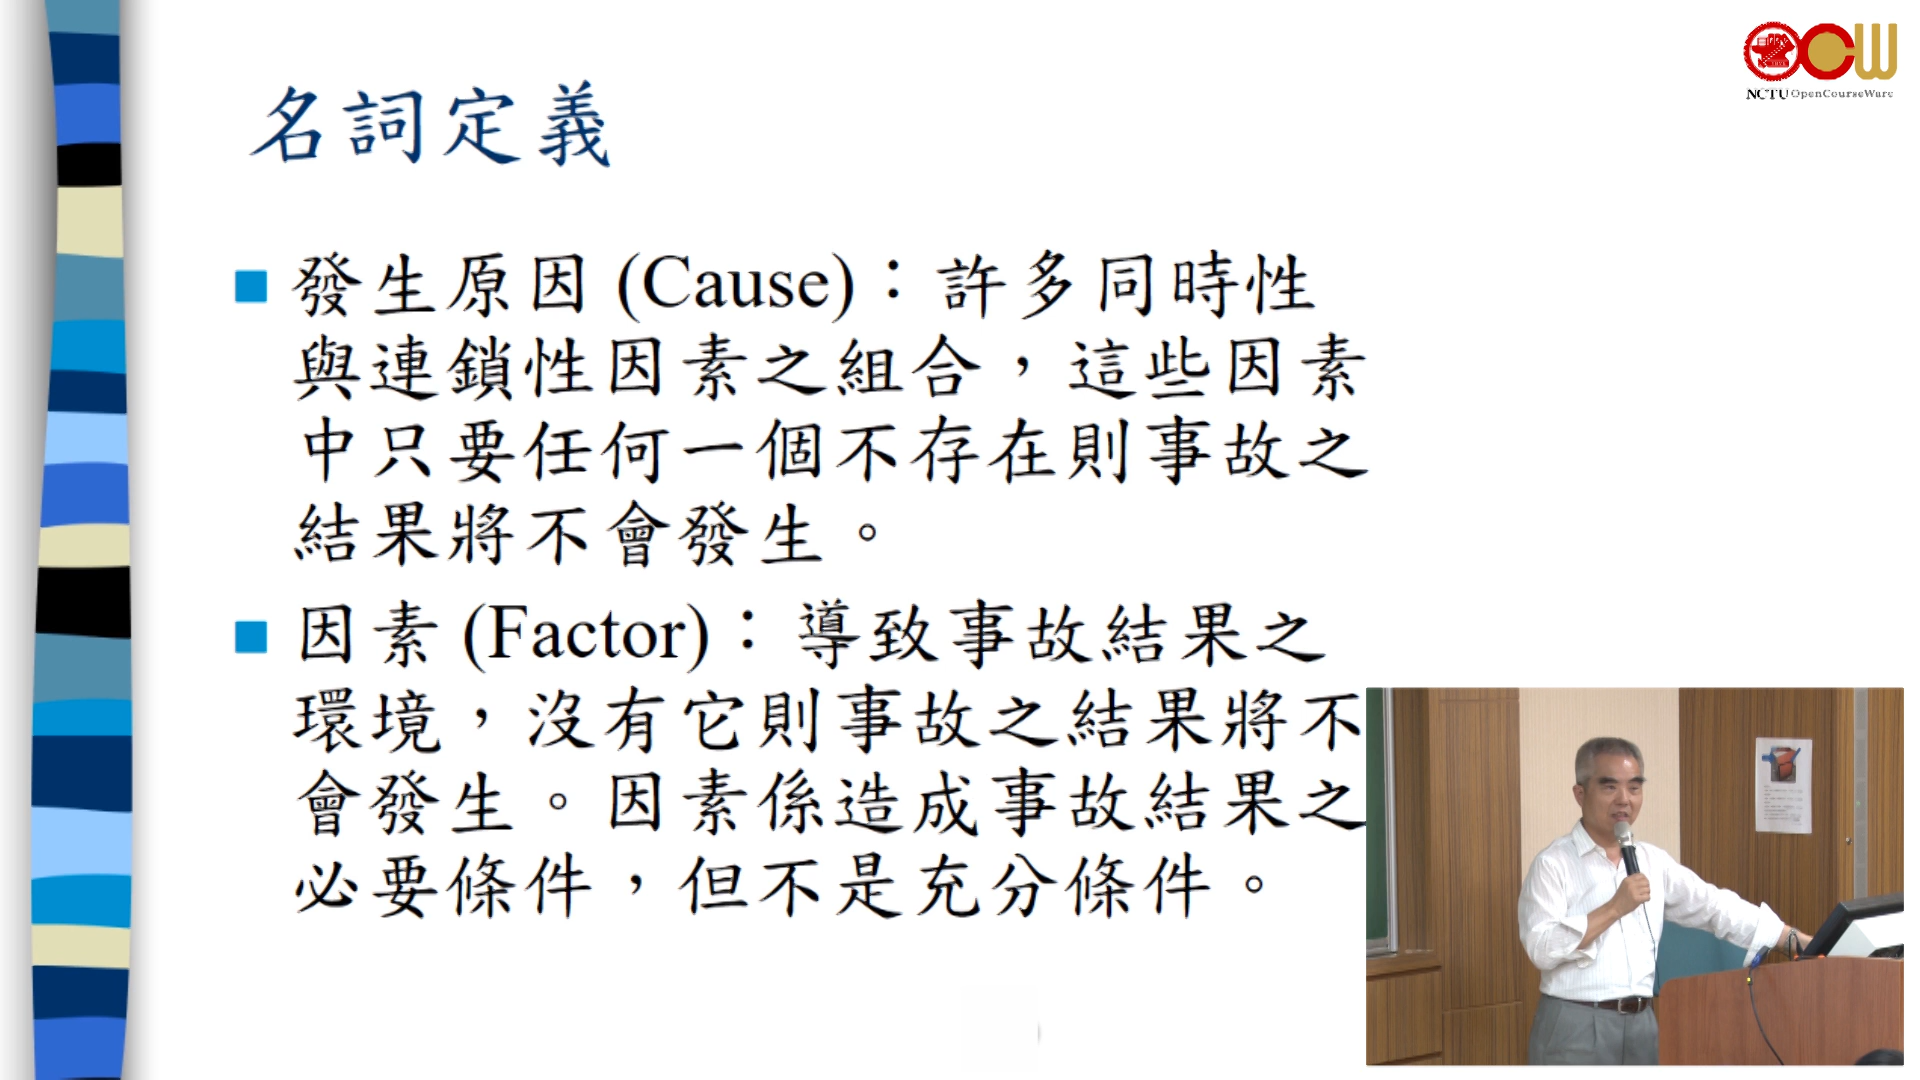 名詞定義
NCTU OpenCourseWare
發生原因 (Cause)：許多同時性
與連鎖性因素之組合，這些因素
中只要任何一個不存在則事故之
結果將不會發生。
因素 (Factor)： 導致事故結果之
環境，沒有它則事故之結果將不
會發生。因素係造成事故結果之
必要條件，但不是充分條件。